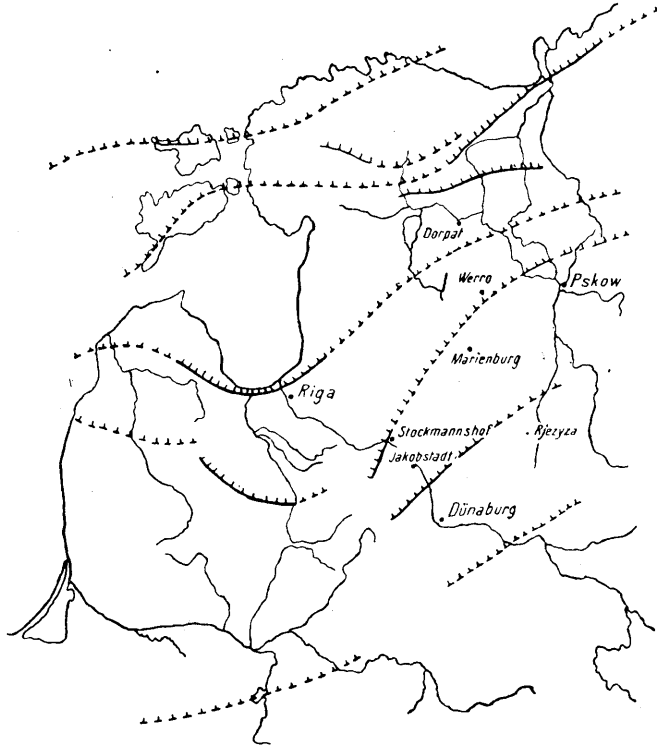 Dorpat
Werro
Pskow
Marienburg
Riga
Stockmannshof
Rjezyza
Jakobstadt
Dünaburg